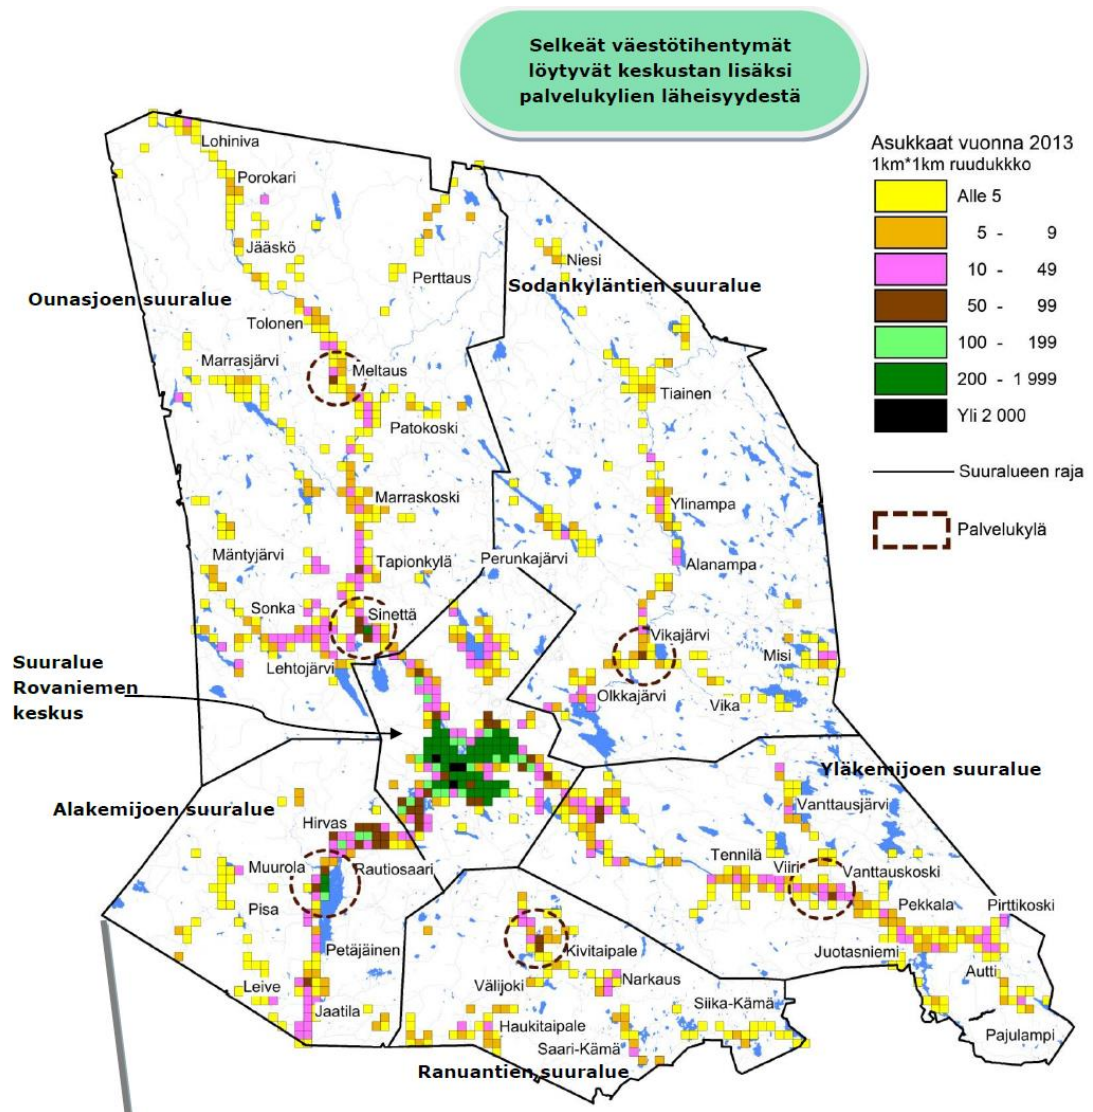 Selkeät väestötihentymät
löytyvät keskustan lisäksi
palvelukylien läheisyydestä
Asukkaat vuonna 2013
1km*1km ruudukkko
Alle 5
5 - 9
10 - 49
50 - 99
100 - 199
200 - 1 999
Yli 2 000
Suuralueen raja
Palvelukylä
Lohiniva
Porokari
Jääskö
Perttaus
Niesi
Ounasjoen suuralue
Sodankyläntien suuralue
Tolonen
Marrasjärvi
Meltaus
Tiainen
Patokoski
Marraskoski
Ylinampa
Mäntyjärvi
Tapionkylä
Perunkajärvi
Alanampa
Sonka
Sinettä
Vikajärvi
Misi
Lehtojärvi
Olkkajärvi
Vika
Suuralue
Rovaniemen
keskus
Yläkemijoen suuralue
Alakemijoen suuralue
Vanttausjärvi
Hirvas
Tennilä
Viiri
Vanttauskoski
Muurola
Rautiosaari
Pisa
Pekkala
Pirttikoski
Petäjäinen
Kivitaipale
Juotasniemi
Autti
Leive
Välijoki
Narkaus
Siika-Kämä
Jaatila
Haukitaipale
Pajulampi
Saari-Kämä
Ranuantien suuralue